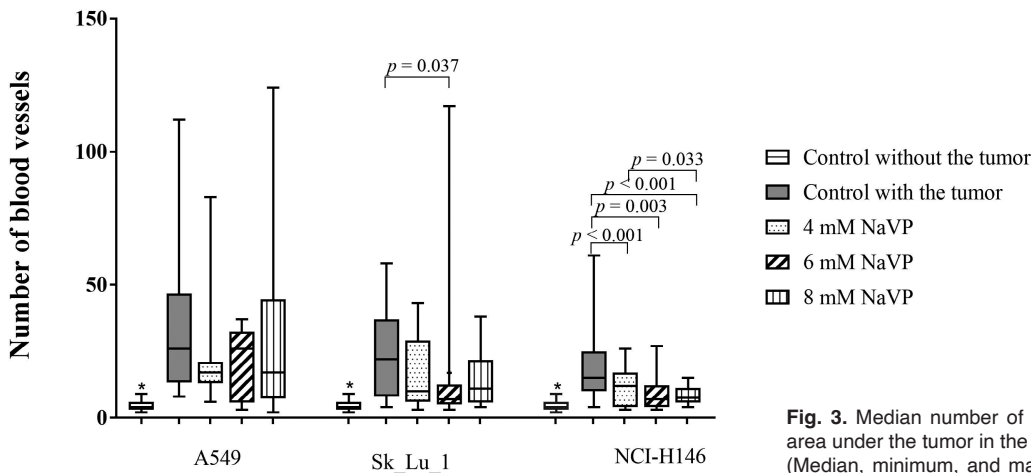 Number of blood vessels
150
100
50
0
p = 0.037
p = 0.033
p < 0.001
p = 0.003
p < 0.001
*
*
*
A549
Sk_Lu_1
NCI-H146
Control without the tumor
Control with the tumor
4 mM NaVP
6 mM NaVP
8 mM NaVP
Fig. 3. Median number of
area under the tumor in the
(Median, minimum, and ma